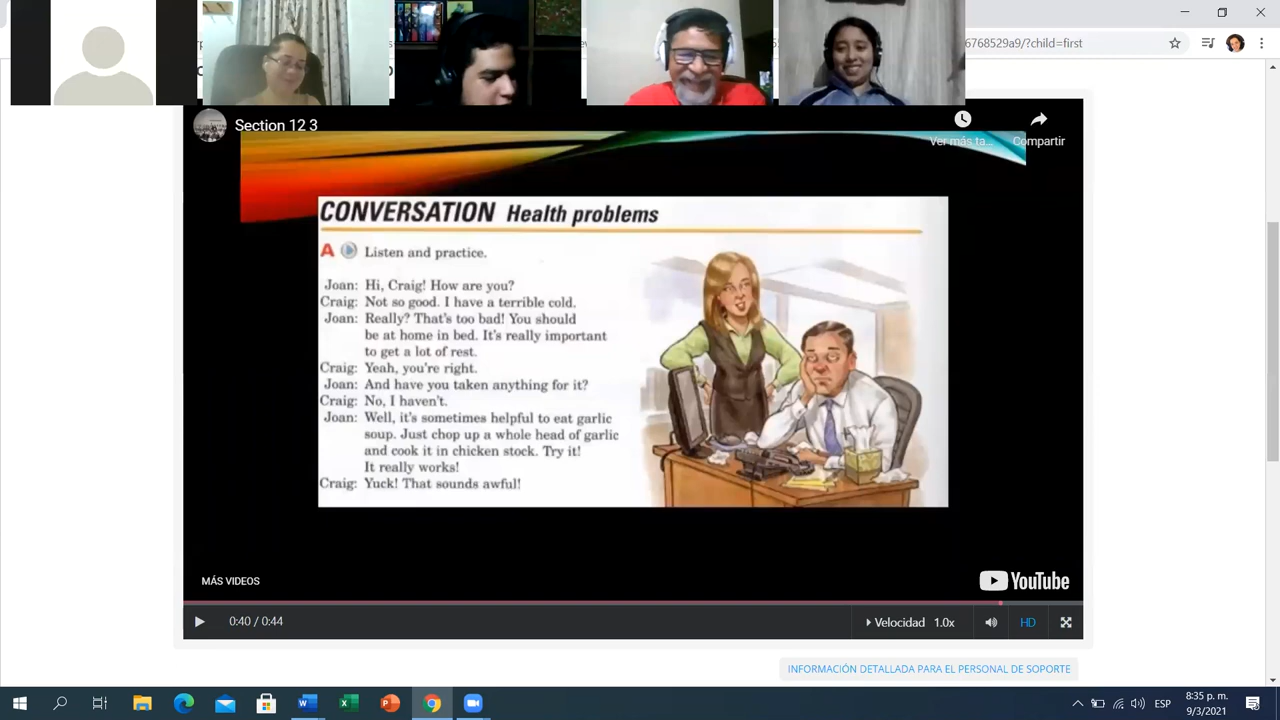 6768529a9/?child=first
Section 12 3
Ver más ta...
Compartir
CONVERSATION Health problems
A Listen and practice.
Joan: Hi, Craig! How are you?
Craig: Not so good. I have a terrible cold.
Joan: Really? That's too bad! You should
be at home in bed. It's really important
to get a lot of rest.
Craig: Yeah, you're right.
Joan: And have you taken anything for it?
Craig: No, I haven't.
Joan: Well, it's sometimes helpful to eat garlic
soup. Just chop up a whole head of garlic
and cook it in chicken stock. Try it!
It really works!
Craig: Yuck! That sounds awful!
MÁS VIDEOS
YouTube
0:40 / 0:44
Velocidad 1.0x
HD
INFORMACIÓN DETALLADA PARA EL PERSONAL DE SOPORTE
ESP
8:35 p. m.
9/3/2021